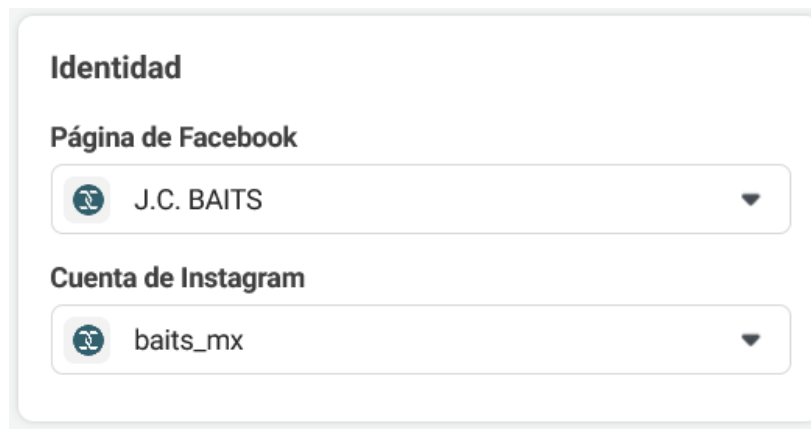 Identidad
Página de Facebook
J.C. BAITS
Cuenta de Instagram
baits_mx